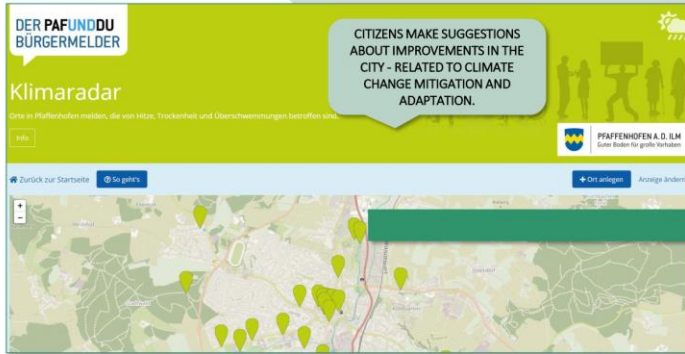 DER PAFUNDDU
BÜRGERMELDER
CITIZENS MAKE SUGGESTIONS
ABOUT IMPROVEMENTS IN THE
CITY - RELATED TO CLIMATE
CHANGE MITIGATION AND
ADAPTATION.
Klimaradar
Orte in Pfaffenhofen melden, die von Hitze, Trockenheit und Überschwemmungen betroffen sind.
Info
PFAFFENHOFEN A. D. ILM
Guter Boden für große Vorhaben
Zurück zur Startseite
So geht's
+ Ort anlegen
Anzeige ändern
+
-